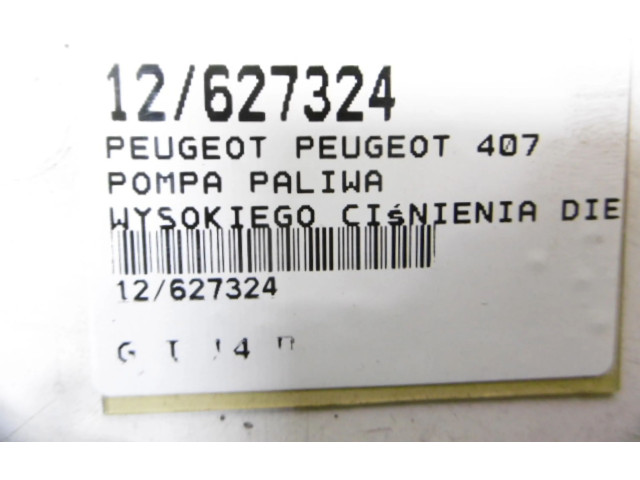 12/627324
PEUGEOT PEUGEOT 407
POMPA PALIWA
WYSOKIEGO CIśNIENIA DIE
12/627324